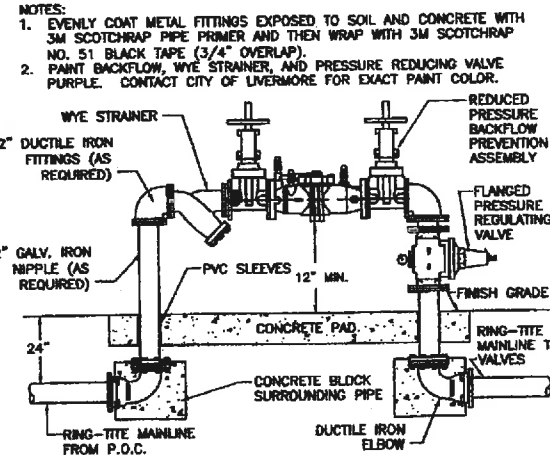 NOTES:
1. EVENLY COAT METAL FITTINGS EXPOSED TO SOIL AND CONCRETE WITH
3M SCOTCHRAP PIPE PRIMER AND THEN WRAP WITH 3M SCOTCHRAP
NO. 51 BLACK TAPE (3/4" OVERLAP).
2. PAINT BACKFLOW, WYE STRAINER, AND PRESSURE REDUCING VALVE
PURPLE. CONTACT CITY OF LIVERMORE FOR EXACT PAINT COLOR.
WYE STRAINER
REDUCED
PRESSURE
BACKFLOW
PREVENTION
ASSEMBLY
2" DUCTILE IRON
FITTINGS (AS
REQUIRED)
FLANGED
PRESSURE
REGULATING
VALVE
" GALV. IRON
NIPPLE (AS
REQUIRED)
PVC SLEEVES
12" MIN.
FINISH GRADE
CONCRETE PAD
24"
RING-TITE
MAINLINE T
VALVES
CONCRETE BLOCK
SURROUNDING PIPE
RING-TITE MAINLINE
FROM P.O.C.
DUCTILE IRON
ELBOW